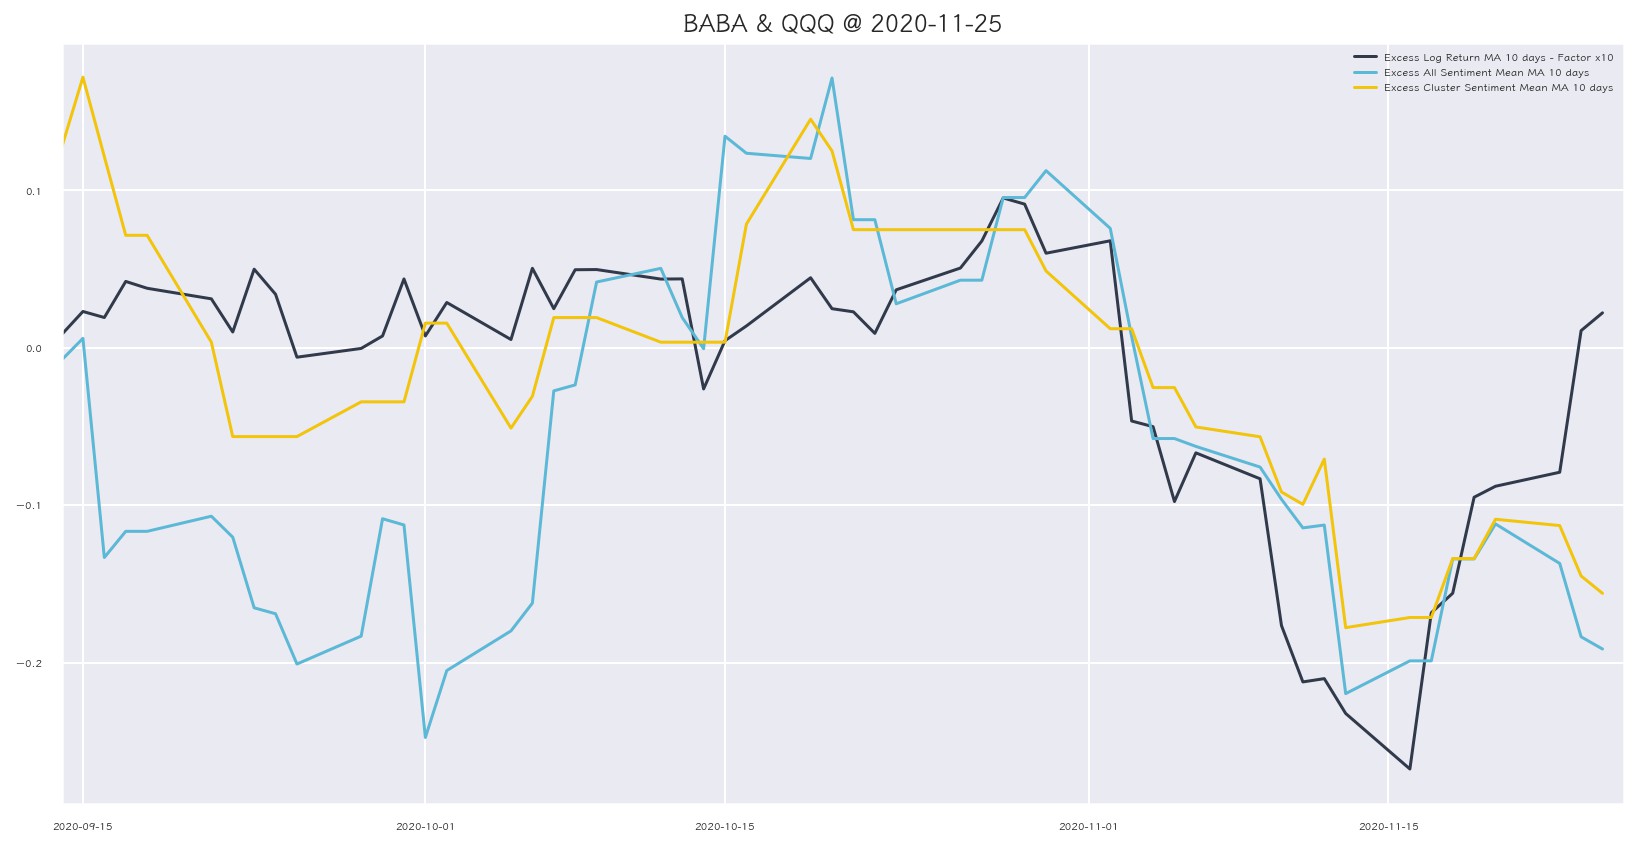 BABA & QQQ @ 2020-11-25
Excess Log Return MA 10 days - Factor x10
Excess All Sentiment Mean MA 10 days
Excess Cluster Sentiment Mean MA 10 days
0.1
0.0
−0.1
−0.2
2020-09-15
2020-10-01
2020-10-15
2020-11-01
2020-11-15